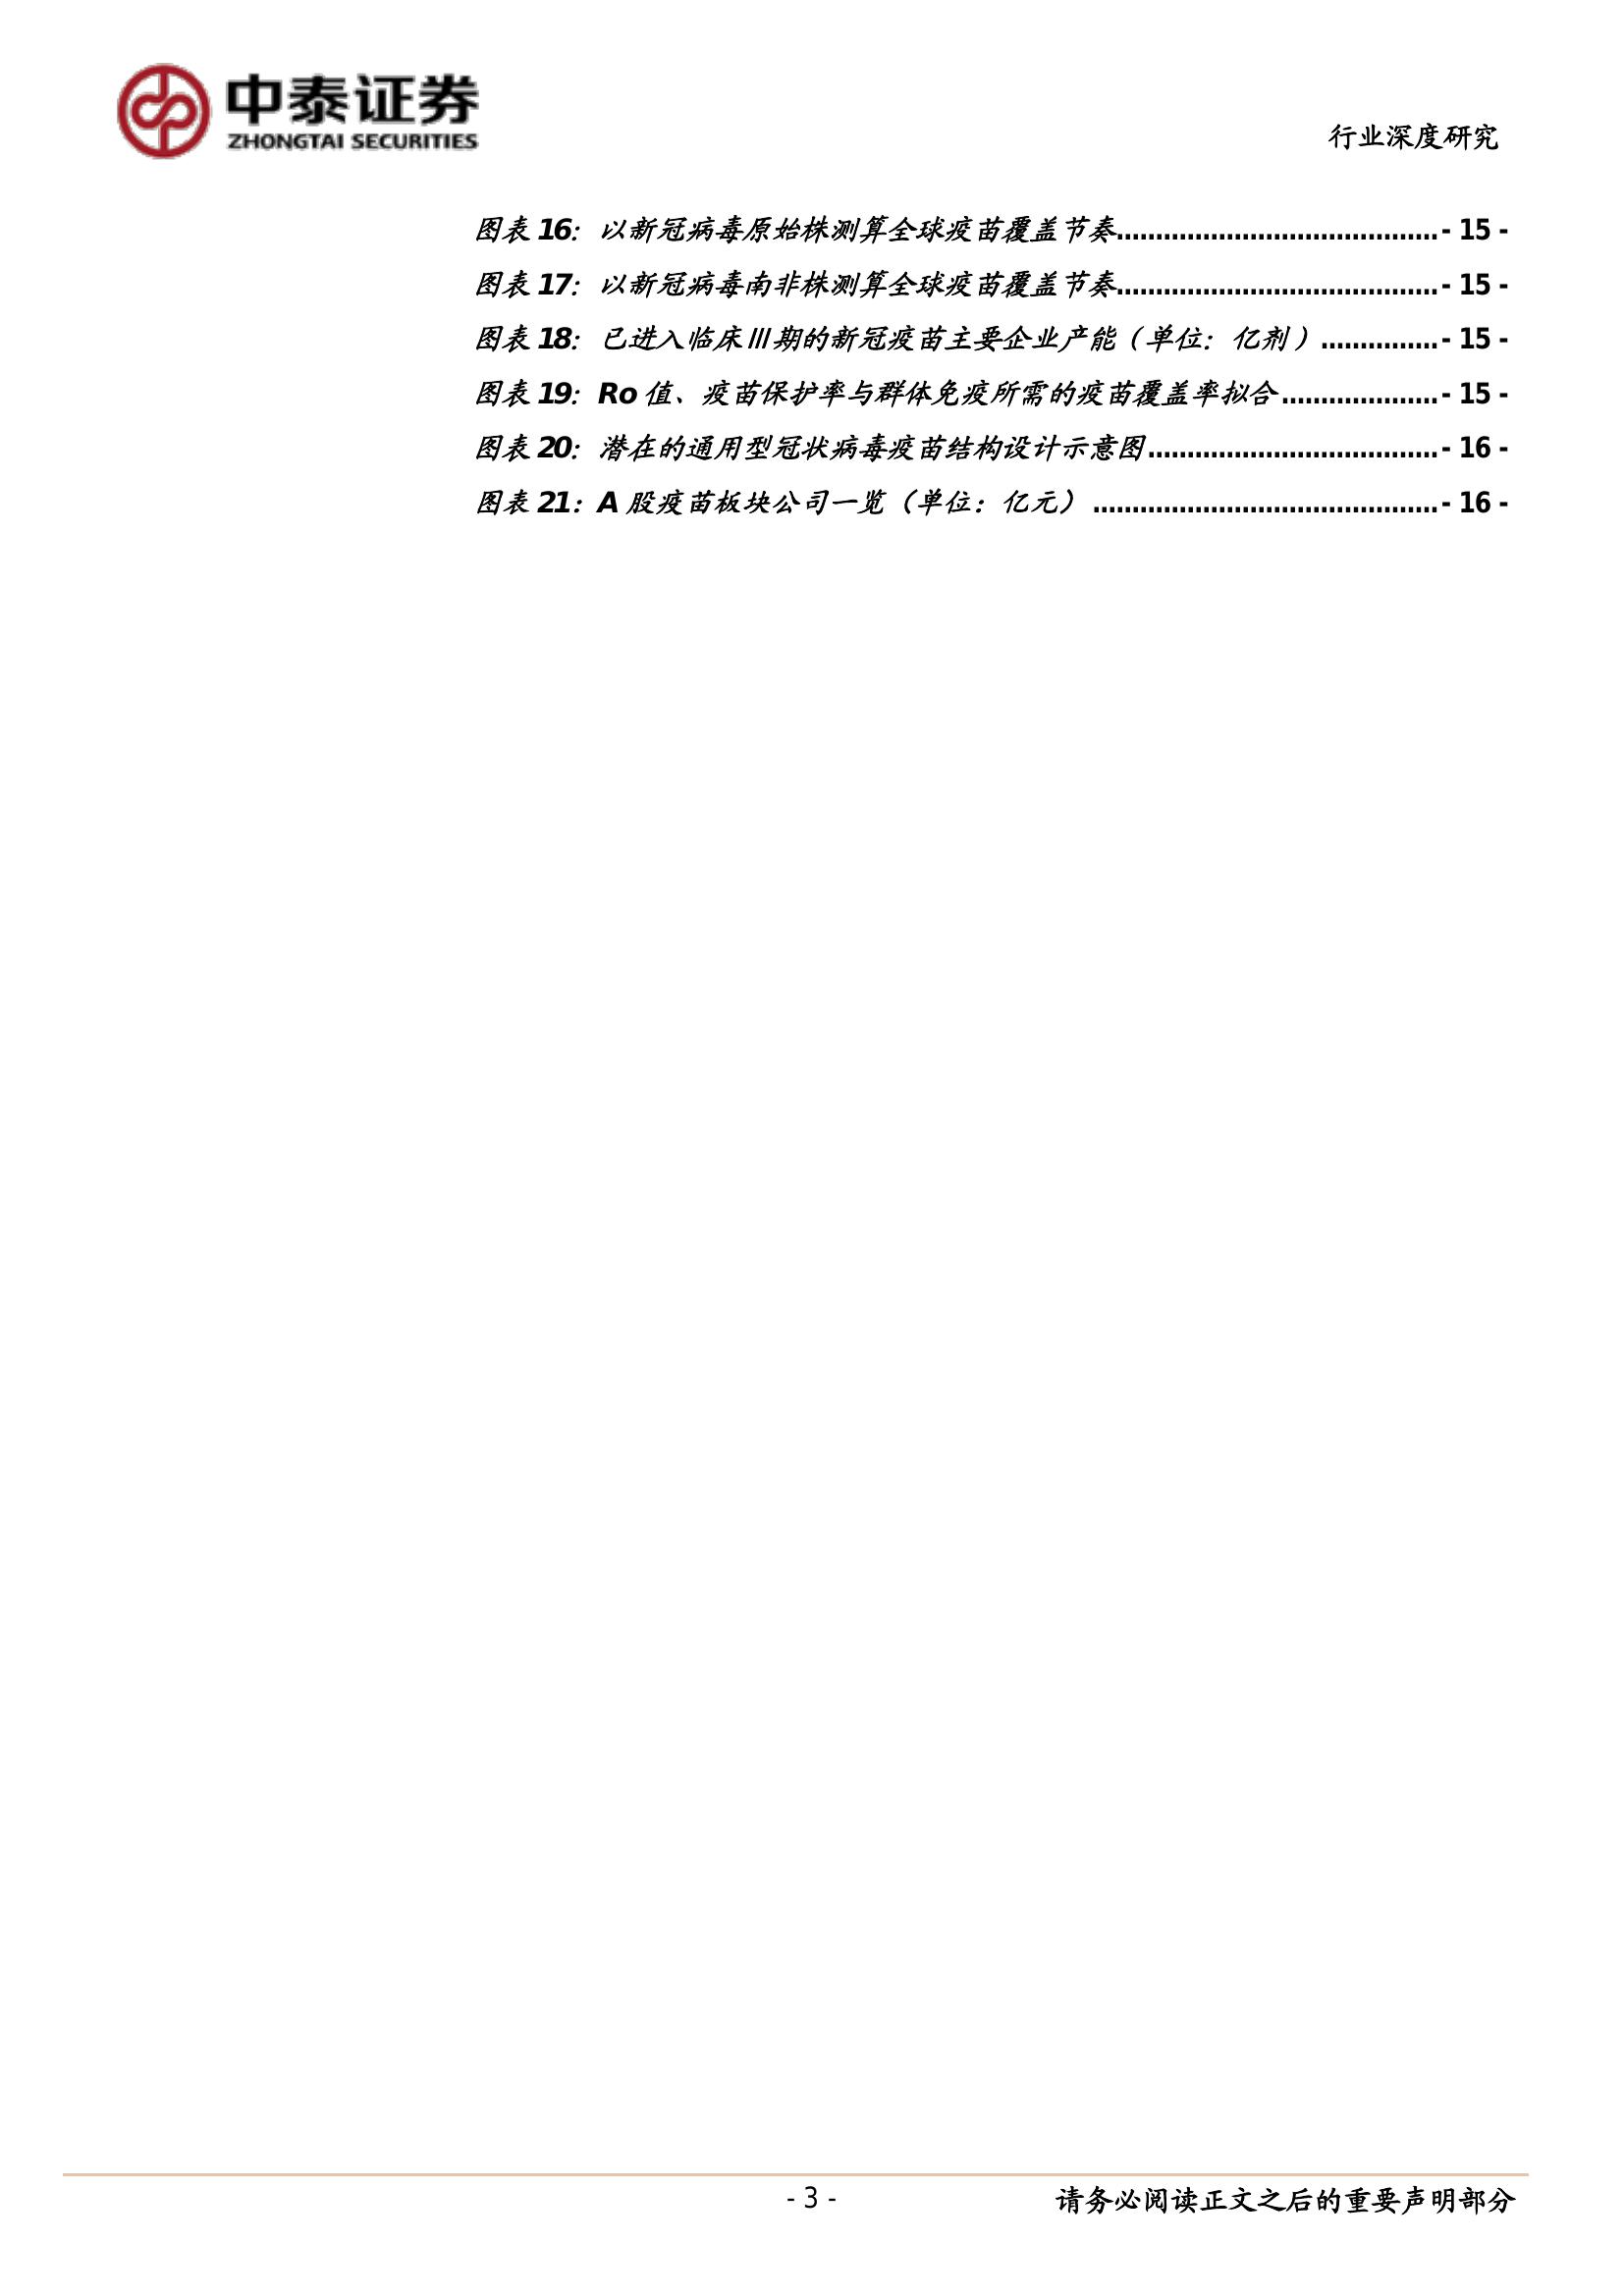 中泰证券
ZHONGTAI SECURITIES
行业深度研究
图表 16：以新冠病毒原始株测算全球疫苗覆盖节奏.........................................- 15 -
图表 17：以新冠病毒南非株测算全球疫苗覆盖节奏.........................................- 15 -
图表 18：已进入临床Ⅲ期的新冠疫苗主要企业产能（单位：亿剂）...............- 15 -
图表 19：Ro 值、疫苗保护率与群体免疫所需的疫苗覆盖率拟合....................- 15 -
图表 20：潜在的通用型冠状病毒疫苗结构设计示意图.....................................- 16 -
图表 21：A 股疫苗板块公司一览（单位：亿元）............................................- 16 -
- 3 -
请务必阅读正文之后的重要声明部分